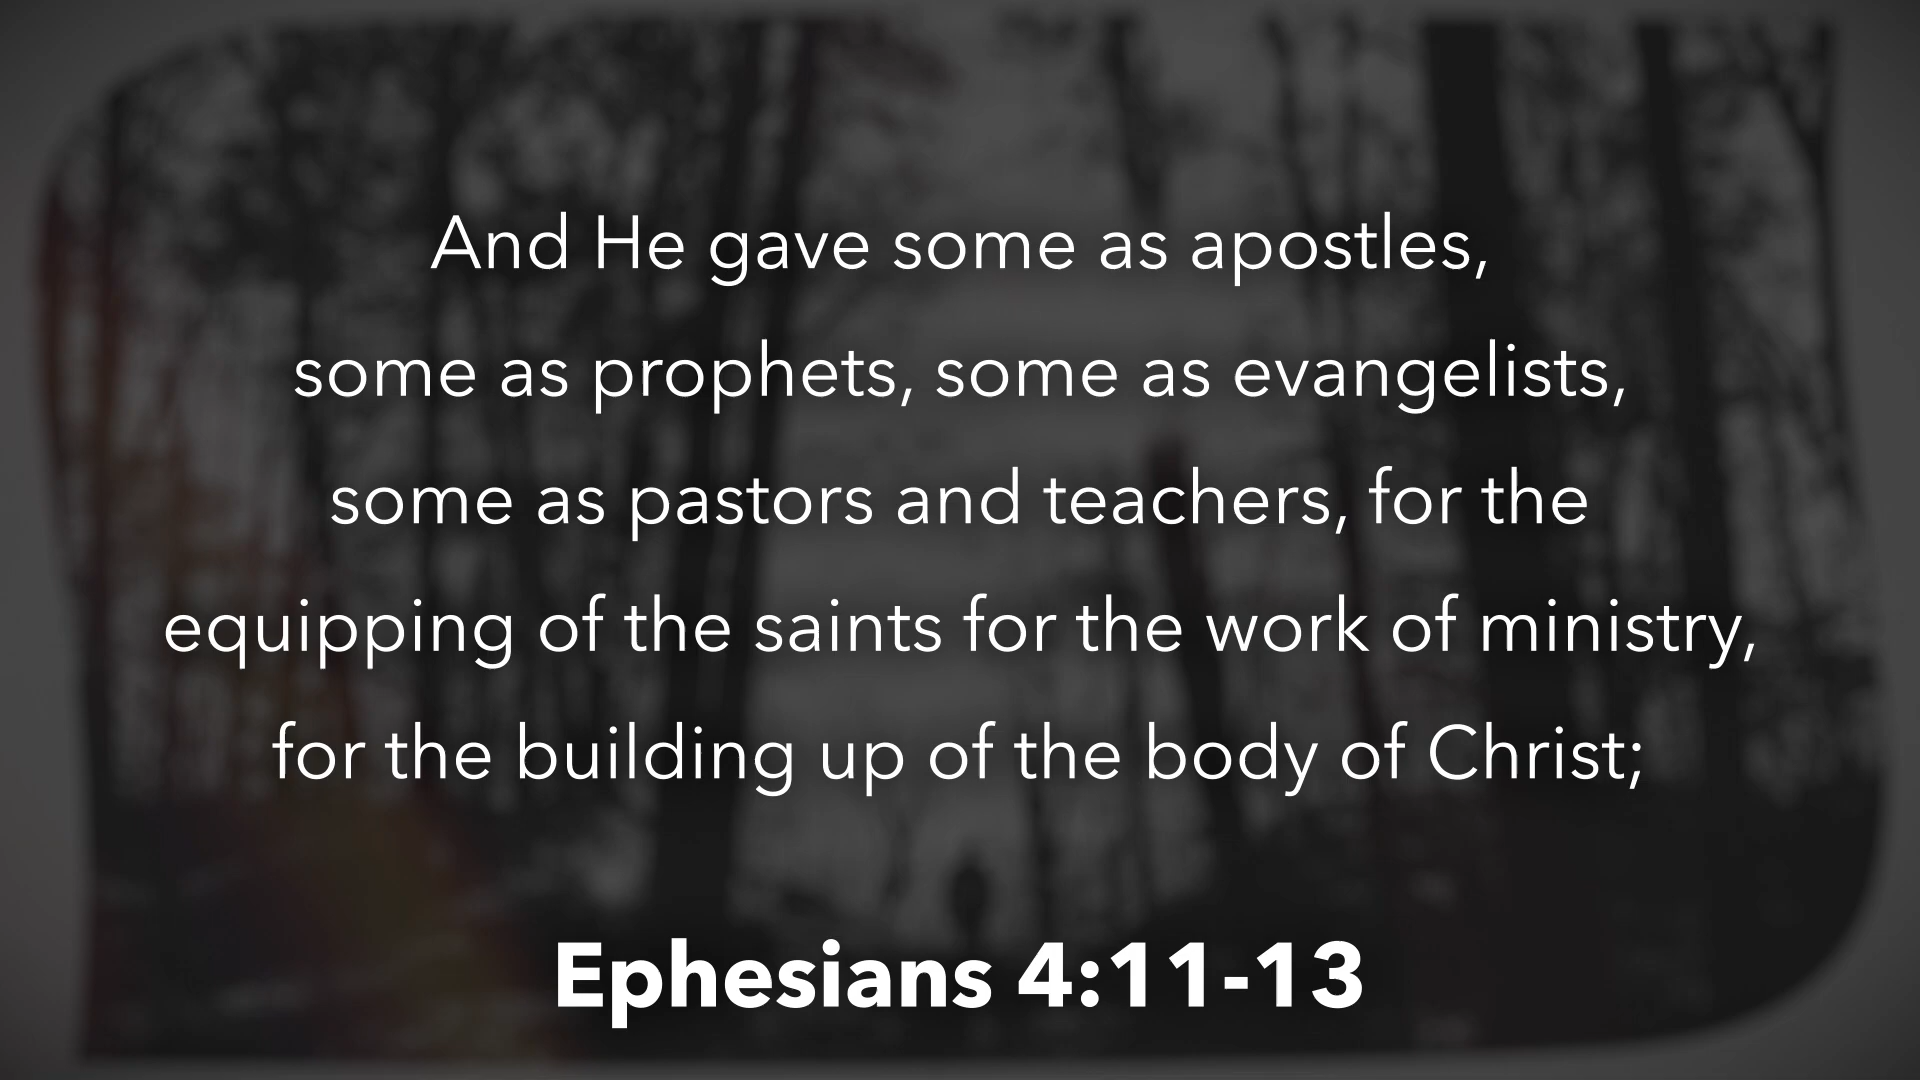 And He gave some as apostles,
some as prophets, some as evangelists,
some as pastors and teachers, for the
equipping of the saints for the work of ministry,
for the building up of the body of Christ;
Ephesians 4:11-13